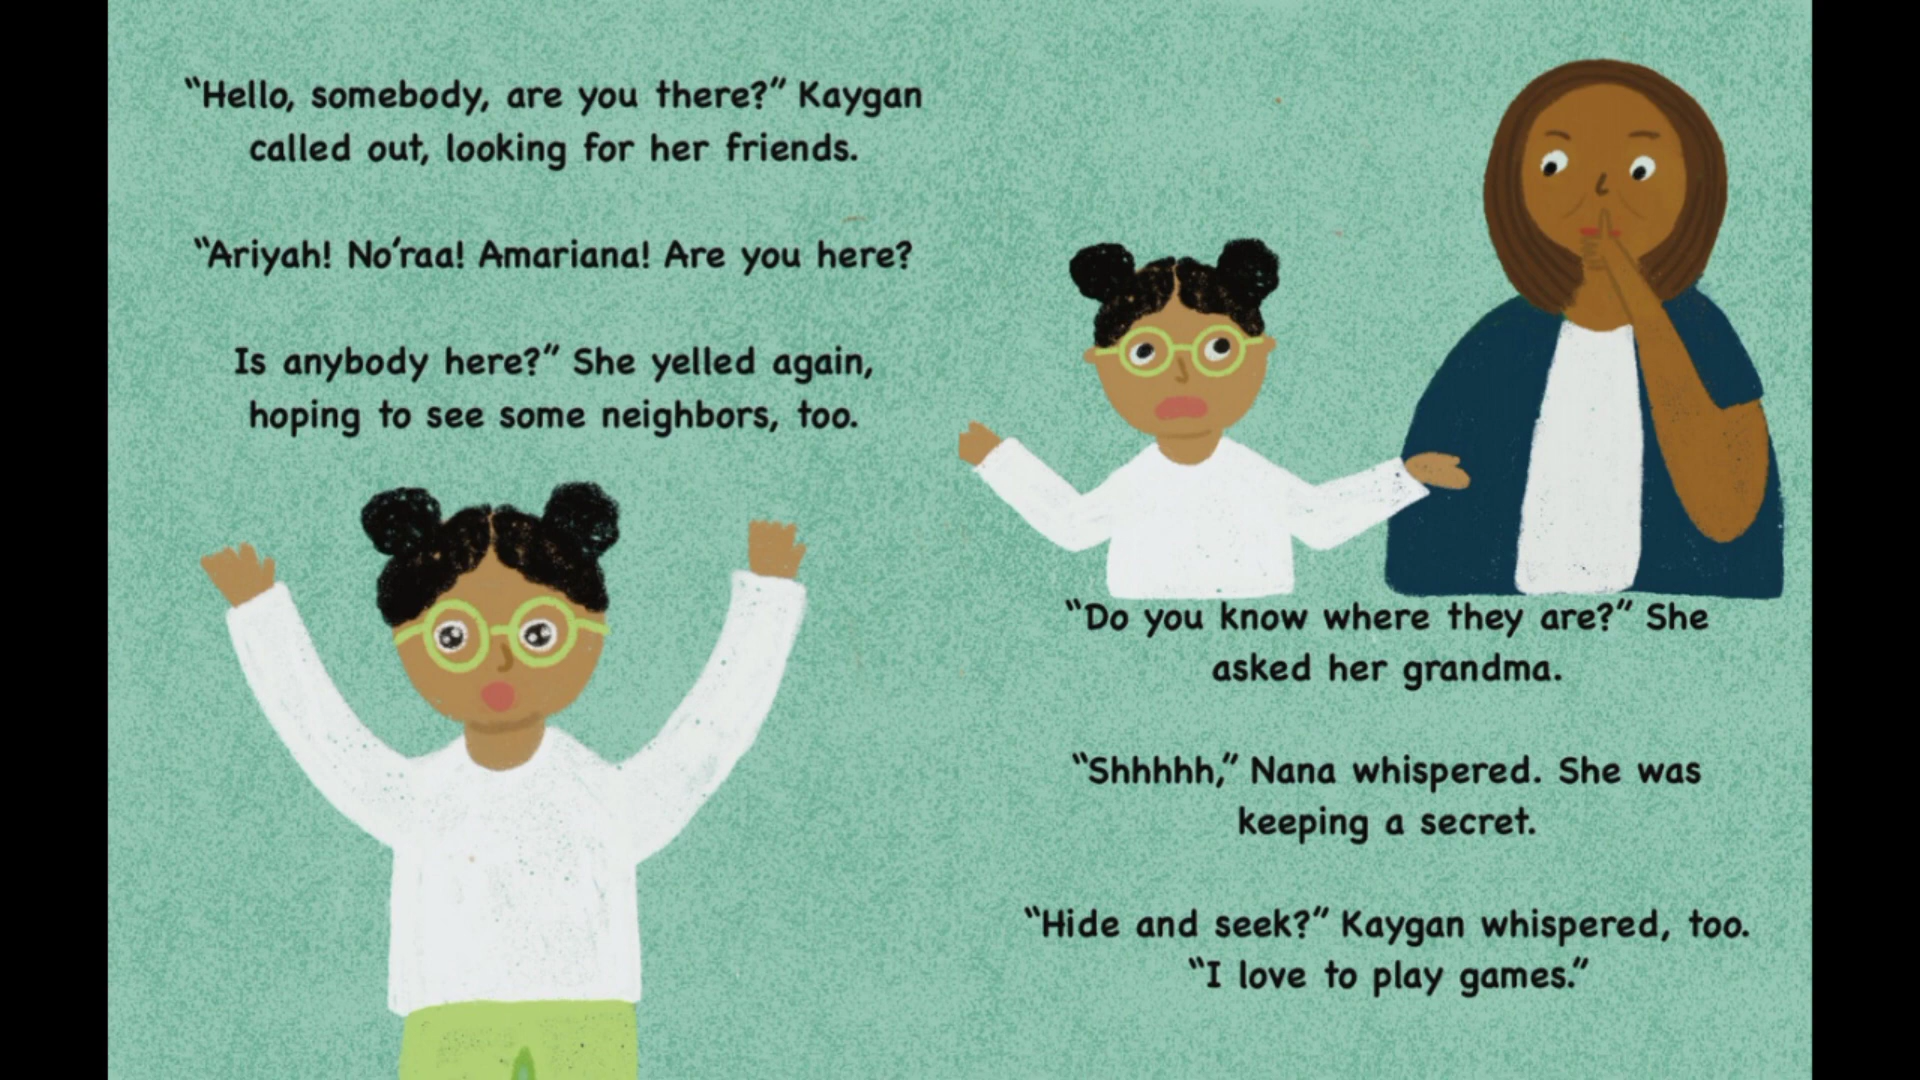 “Hello, somebody, are you there?” Kaygan
called out, looking for her friends.
“Ariyah! No’raa! Amariana! Are you here?
Is anybody here?” She yelled again,
hoping to see some neighbors, too.
“Do you know where they are?” She
asked her grandma.
“Shhhhh,” Nana whispered. She was
keeping a secret.
“Hide and seek?” Kaygan whispered, too.
“I love to play games.”